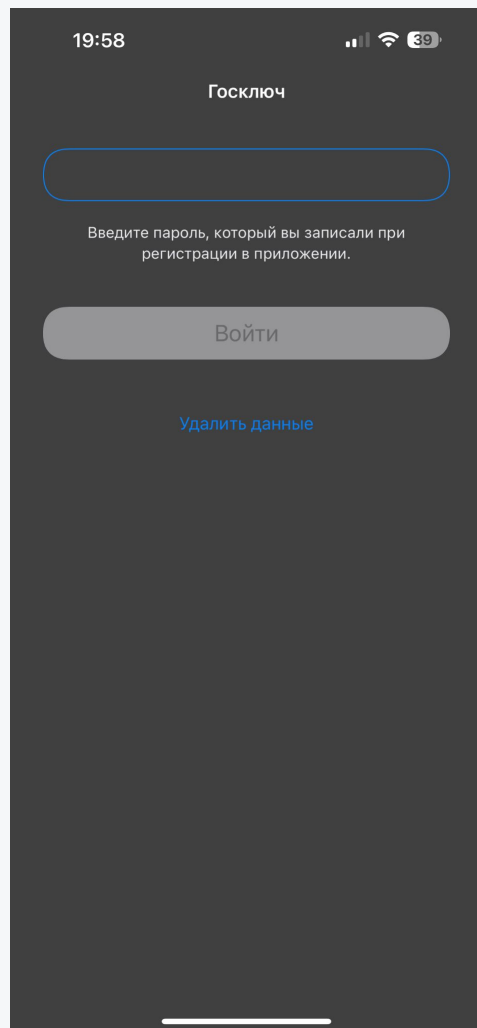 19:58
39
Госключ
Введите пароль, который вы записали при
регистрации в приложении.
Войти
Удалить данные